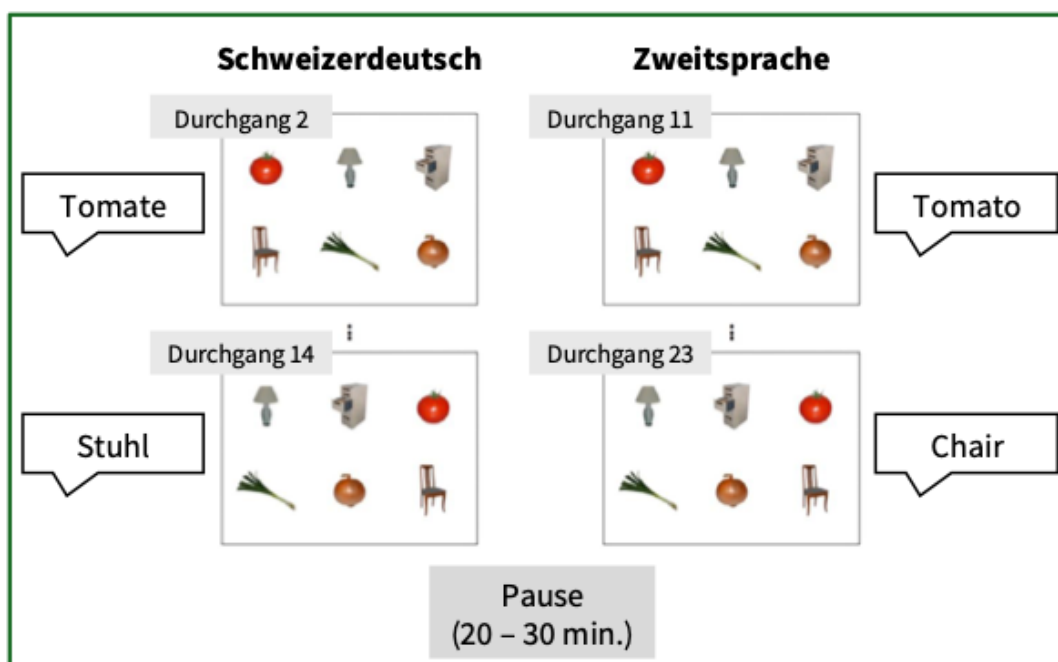 Schweizerdeutsch
Zweitsprache
Durchgang 2
Durchgang 11
Tomate
Tomato
Durchgang 14
Durchgang 23
Stuhl
Chair
Pause
(20 – 30 min.)